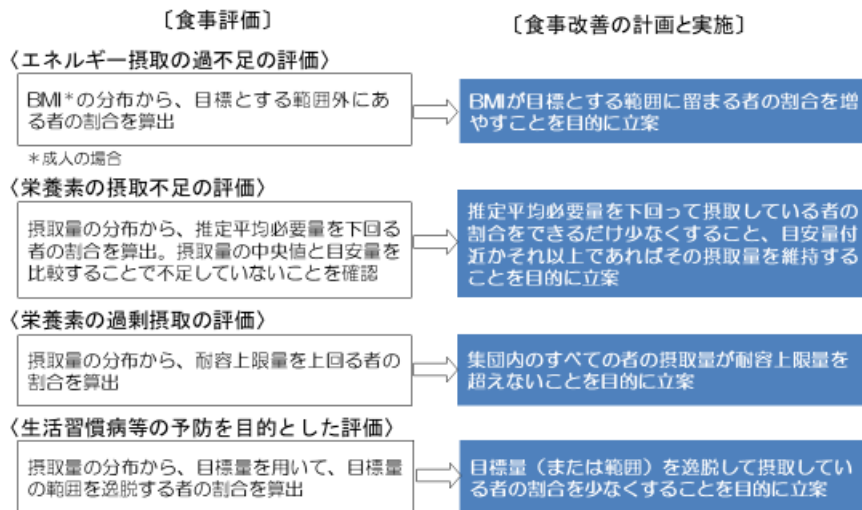 〔食事評価〕
〔食事改善の計画と実施〕
〈エネルギー摂取の過不足の評価〉
BMI*の分布から、目標とする範囲外にあ
る者の割合を算出
*成人の場合
BMIが目標とする範囲に留まる者の割合を増
やすことを目的に立案
〈栄養素の摂取不足の評価〉
摂取量の分布から、推定平均必要量を下回る
者の割合を算出。摂取量の中央値と目安量を
比較することで不足していないことを確認
推定平均必要量を下回って摂取している者の
割合をできるだけ少なくすること、目安量付
近かそれ以上であればその摂取量を維持する
ことを目的に立案
〈栄養素の過剰摂取の評価〉
摂取量の分布から、耐容上限量を上回る者の
割合を算出
集団内のすべての者の摂取量が耐容上限量を
超えないことを目的に立案
〈生活習慣病等の予防を目的とした評価〉
摂取量の分布から、目標量を用いて、目標量
の範囲を逸脱する者の割合を算出
目標量（または範囲）を逸脱して摂取してい
る者の割合を少なくすることを目的に立案